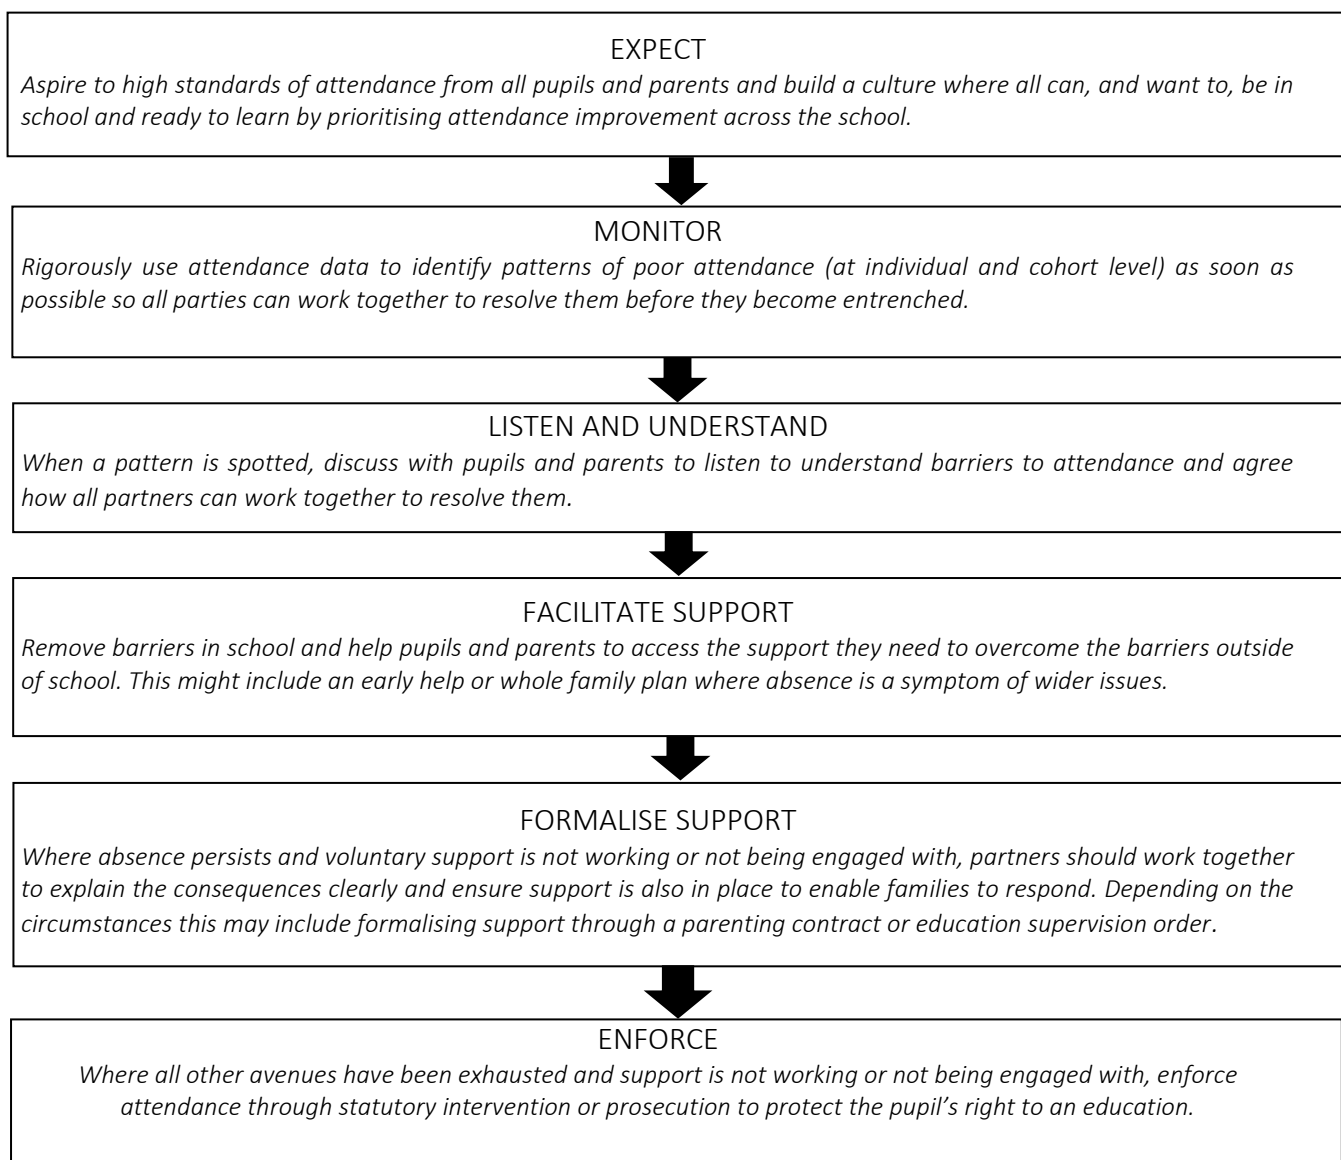 EXPECT
Aspire to high standards of attendance from all pupils and parents and build a culture where all can, and want to, be in
school and ready to learn by prioritising attendance improvement across the school.
MONITOR
Rigorously use attendance data to identify patterns of poor attendance (at individual and cohort level) as soon as
possible so all parties can work together to resolve them before they become entrenched.
LISTEN AND UNDERSTAND
When a pattern is spotted, discuss with pupils and parents to listen to understand barriers to attendance and agree
how all partners can work together to resolve them.
FACILITATE SUPPORT
Remove barriers in school and help pupils and parents to access the support they need to overcome the barriers outside
of school. This might include an early help or whole family plan where absence is a symptom of wider issues.
FORMALISE SUPPORT
Where absence persists and voluntary support is not working or not being engaged with, partners should work together
to explain the consequences clearly and ensure support is also in place to enable families to respond. Depending on the
circumstances this may include formalising support through a parenting contract or education supervision order.
ENFORCE
Where all other avenues have been exhausted and support is not working or not being engaged with, enforce
attendance through statutory intervention or prosecution to protect the pupil’s right to an education.